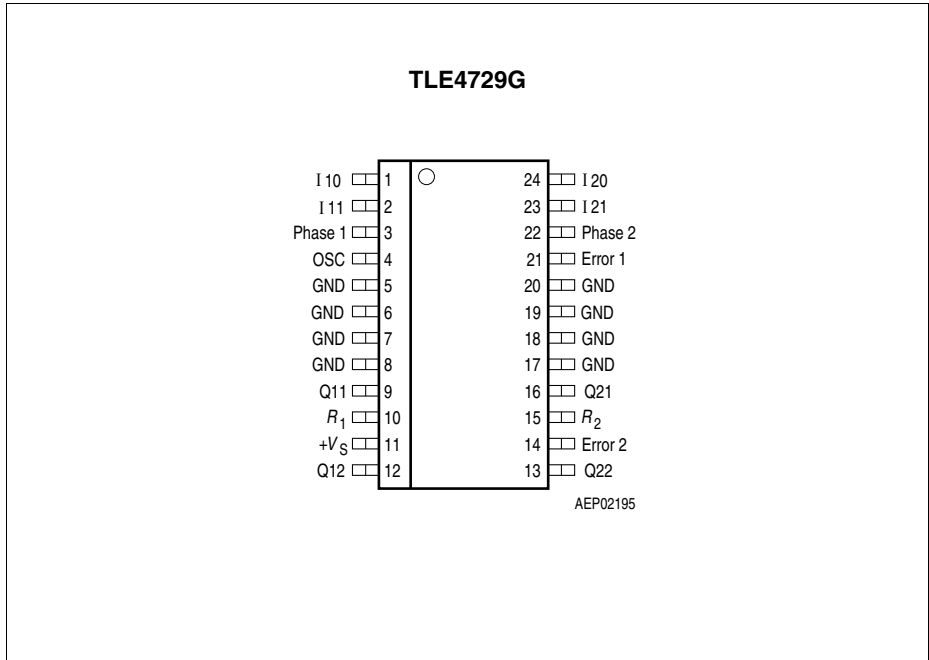 TLE4729G
I 10 1 24 I 20
I 11 2 23 I 21
Phase 1 3 22 Phase 2
OSC 4 21 Error 1
GND 5 20 GND
GND 6 19 GND
GND 7 18 GND
GND 8 17 GND
Q11 9 16 Q21
R1 10 15 R2
+VS 11 14 Error 2
Q12 12 13 Q22
AEP02195